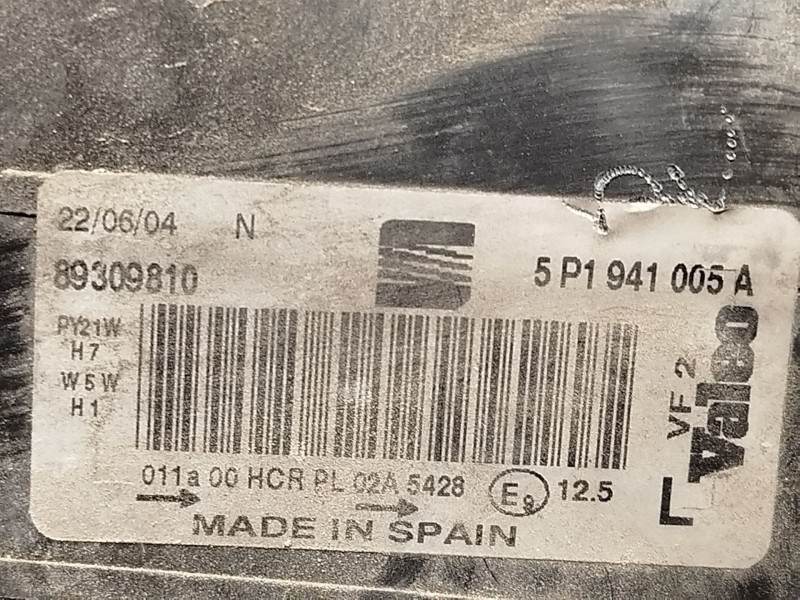 22/06/04 N
89309810
5 P1 941 005 A
PY21W
H7
W5W
H1
Valeo
VF 2
011a 00 HCR PL 02A 5428 E9 12.5
L
MADE IN SPAIN